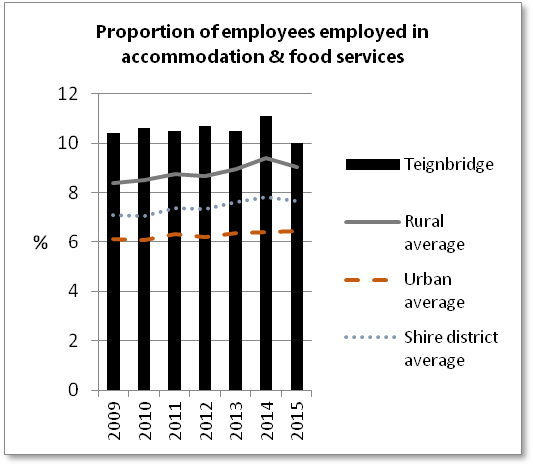 Proportion of employees employed in
accommodation & food services
12
10
8
6
4
2
0
%
2009
2010
2011
2012
2013
2014
2015
Teignbridge
Rural
average
Urban
average
Shire district
average